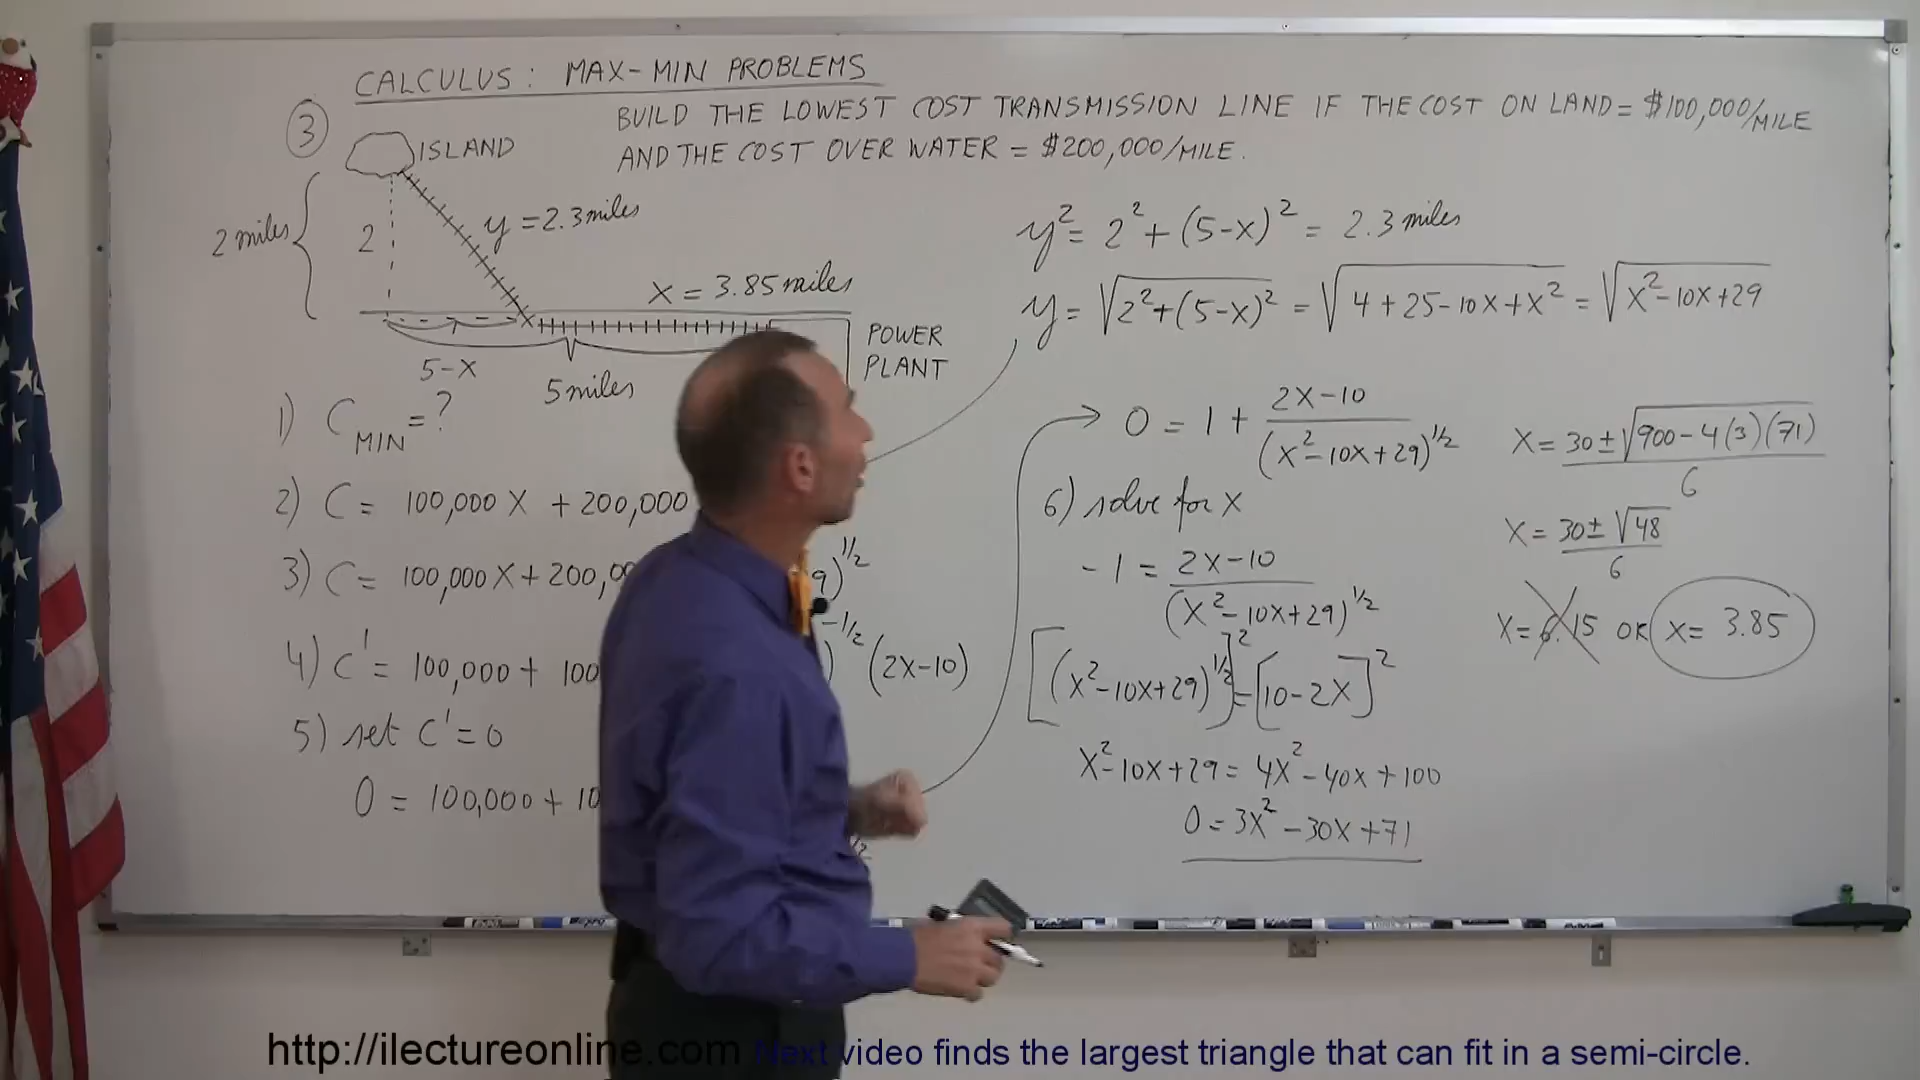 CALCULUS: MAX-MIN PROBLEMS
3
BUILD THE LOWEST COST TRANSMISSION LINE IF THE COST ON LAND = $100,000/MILE
AND THE COST OVER WATER = $200,000/MILE.
ISLAND
2 miles
2
y = 2.3 miles
x = 3.85 miles
POWER
PLANT
5-x
5 miles
1) C MIN = ?
2) C = 100,000 X + 200,000
3) C = 100,000 X + 200,00 9)^1/2
4) C' = 100,000 + 100 )^-1/2 (2X-10)
5) set C' = 0
0 = 100,000 + 10
y² = 2² + (5-x)² = 2.3 miles
y = √(2²+(5-x)²) = √(4+25-10x+x²) = √(x²-10x+29)
0 = 1 + (2x-10)/(x²-10x+29)^1/2
6) solve for x
-1 = (2x-10)/(x²-10x+29)^1/2
[(x²-10x+29)^1/2]² = [10-2x]²
x²-10x+29 = 4x²-40x+100
0 = 3x²-30x+71
x = (30±√(900-4(3)(71)))/6
x = (30±√48)/6
x = 6.15 OR x = 3.85
http://ilectureonline.com Next video finds the largest triangle that can fit in a semi-circle.